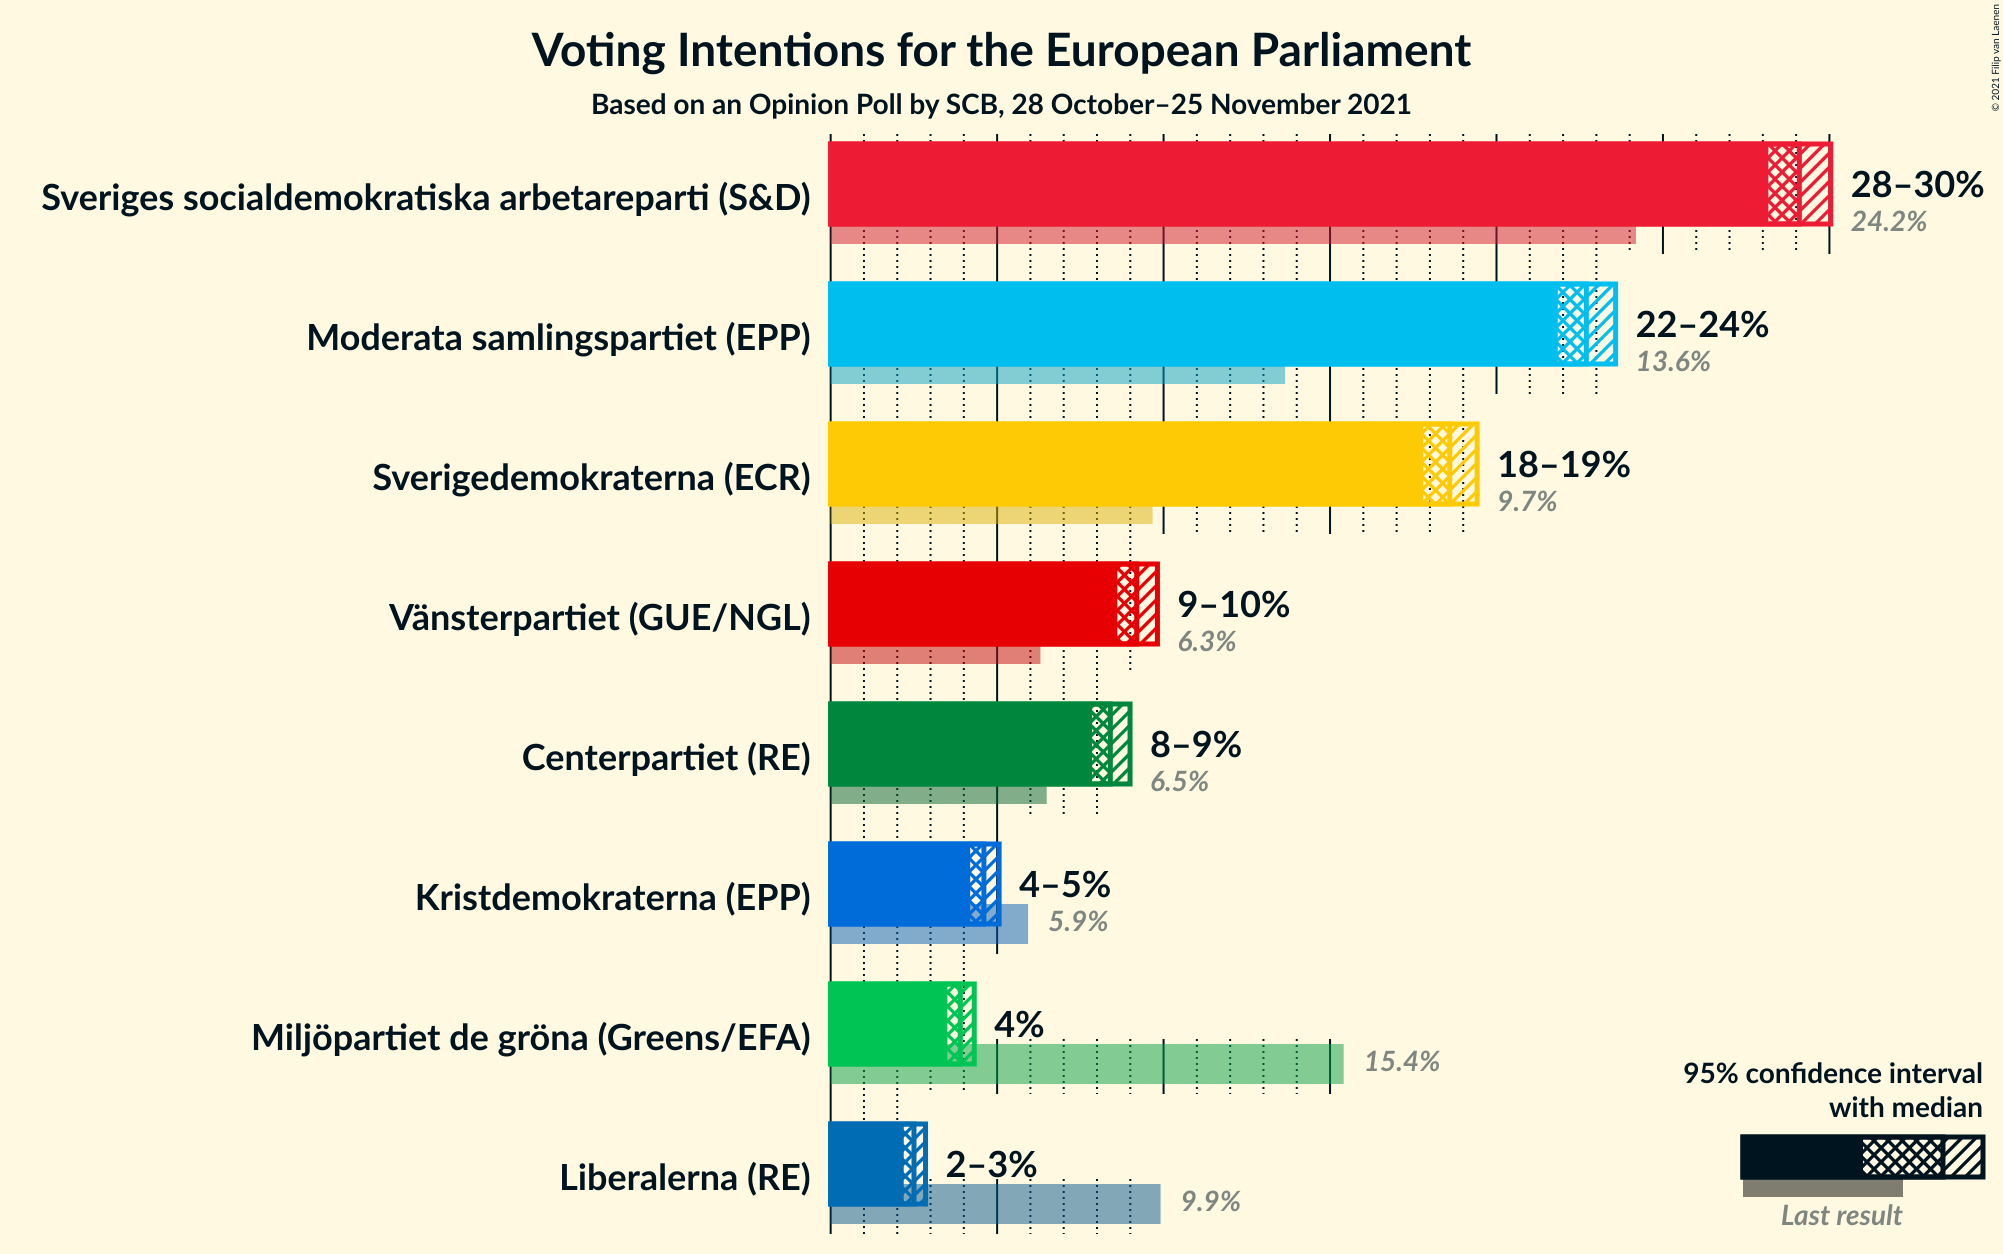 Voting Intentions for the European Parliament
Based on an Opinion Poll by SCB, 28 October–25 November 2021
© 2021 Filip van Laenen
Sveriges socialdemokratiska arbetareparti (S&D)
28–30%
24.2%
Moderata samlingspartiet (EPP)
22–24%
13.6%
Sverigedemokraterna (ECR)
18–19%
9.7%
Vänsterpartiet (GUE/NGL)
9–10%
6.3%
Centerpartiet (RE)
8–9%
6.5%
Kristdemokraterna (EPP)
4–5%
5.9%
Miljöpartiet de gröna (Greens/EFA)
4%
15.4%
Liberalerna (RE)
2–3%
9.9%
95% confidence interval
with median
Last result